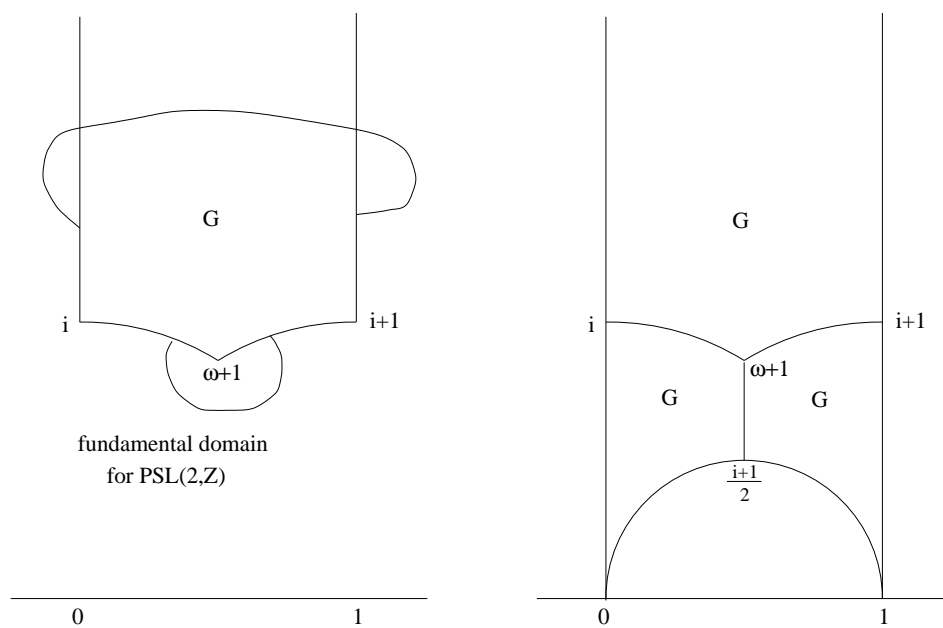 G
i
i+1
ω+1
fundamental domain
for PSL(2,Z)
0
1
G
i
i+1
ω+1
G
G
i+1
2
0
1